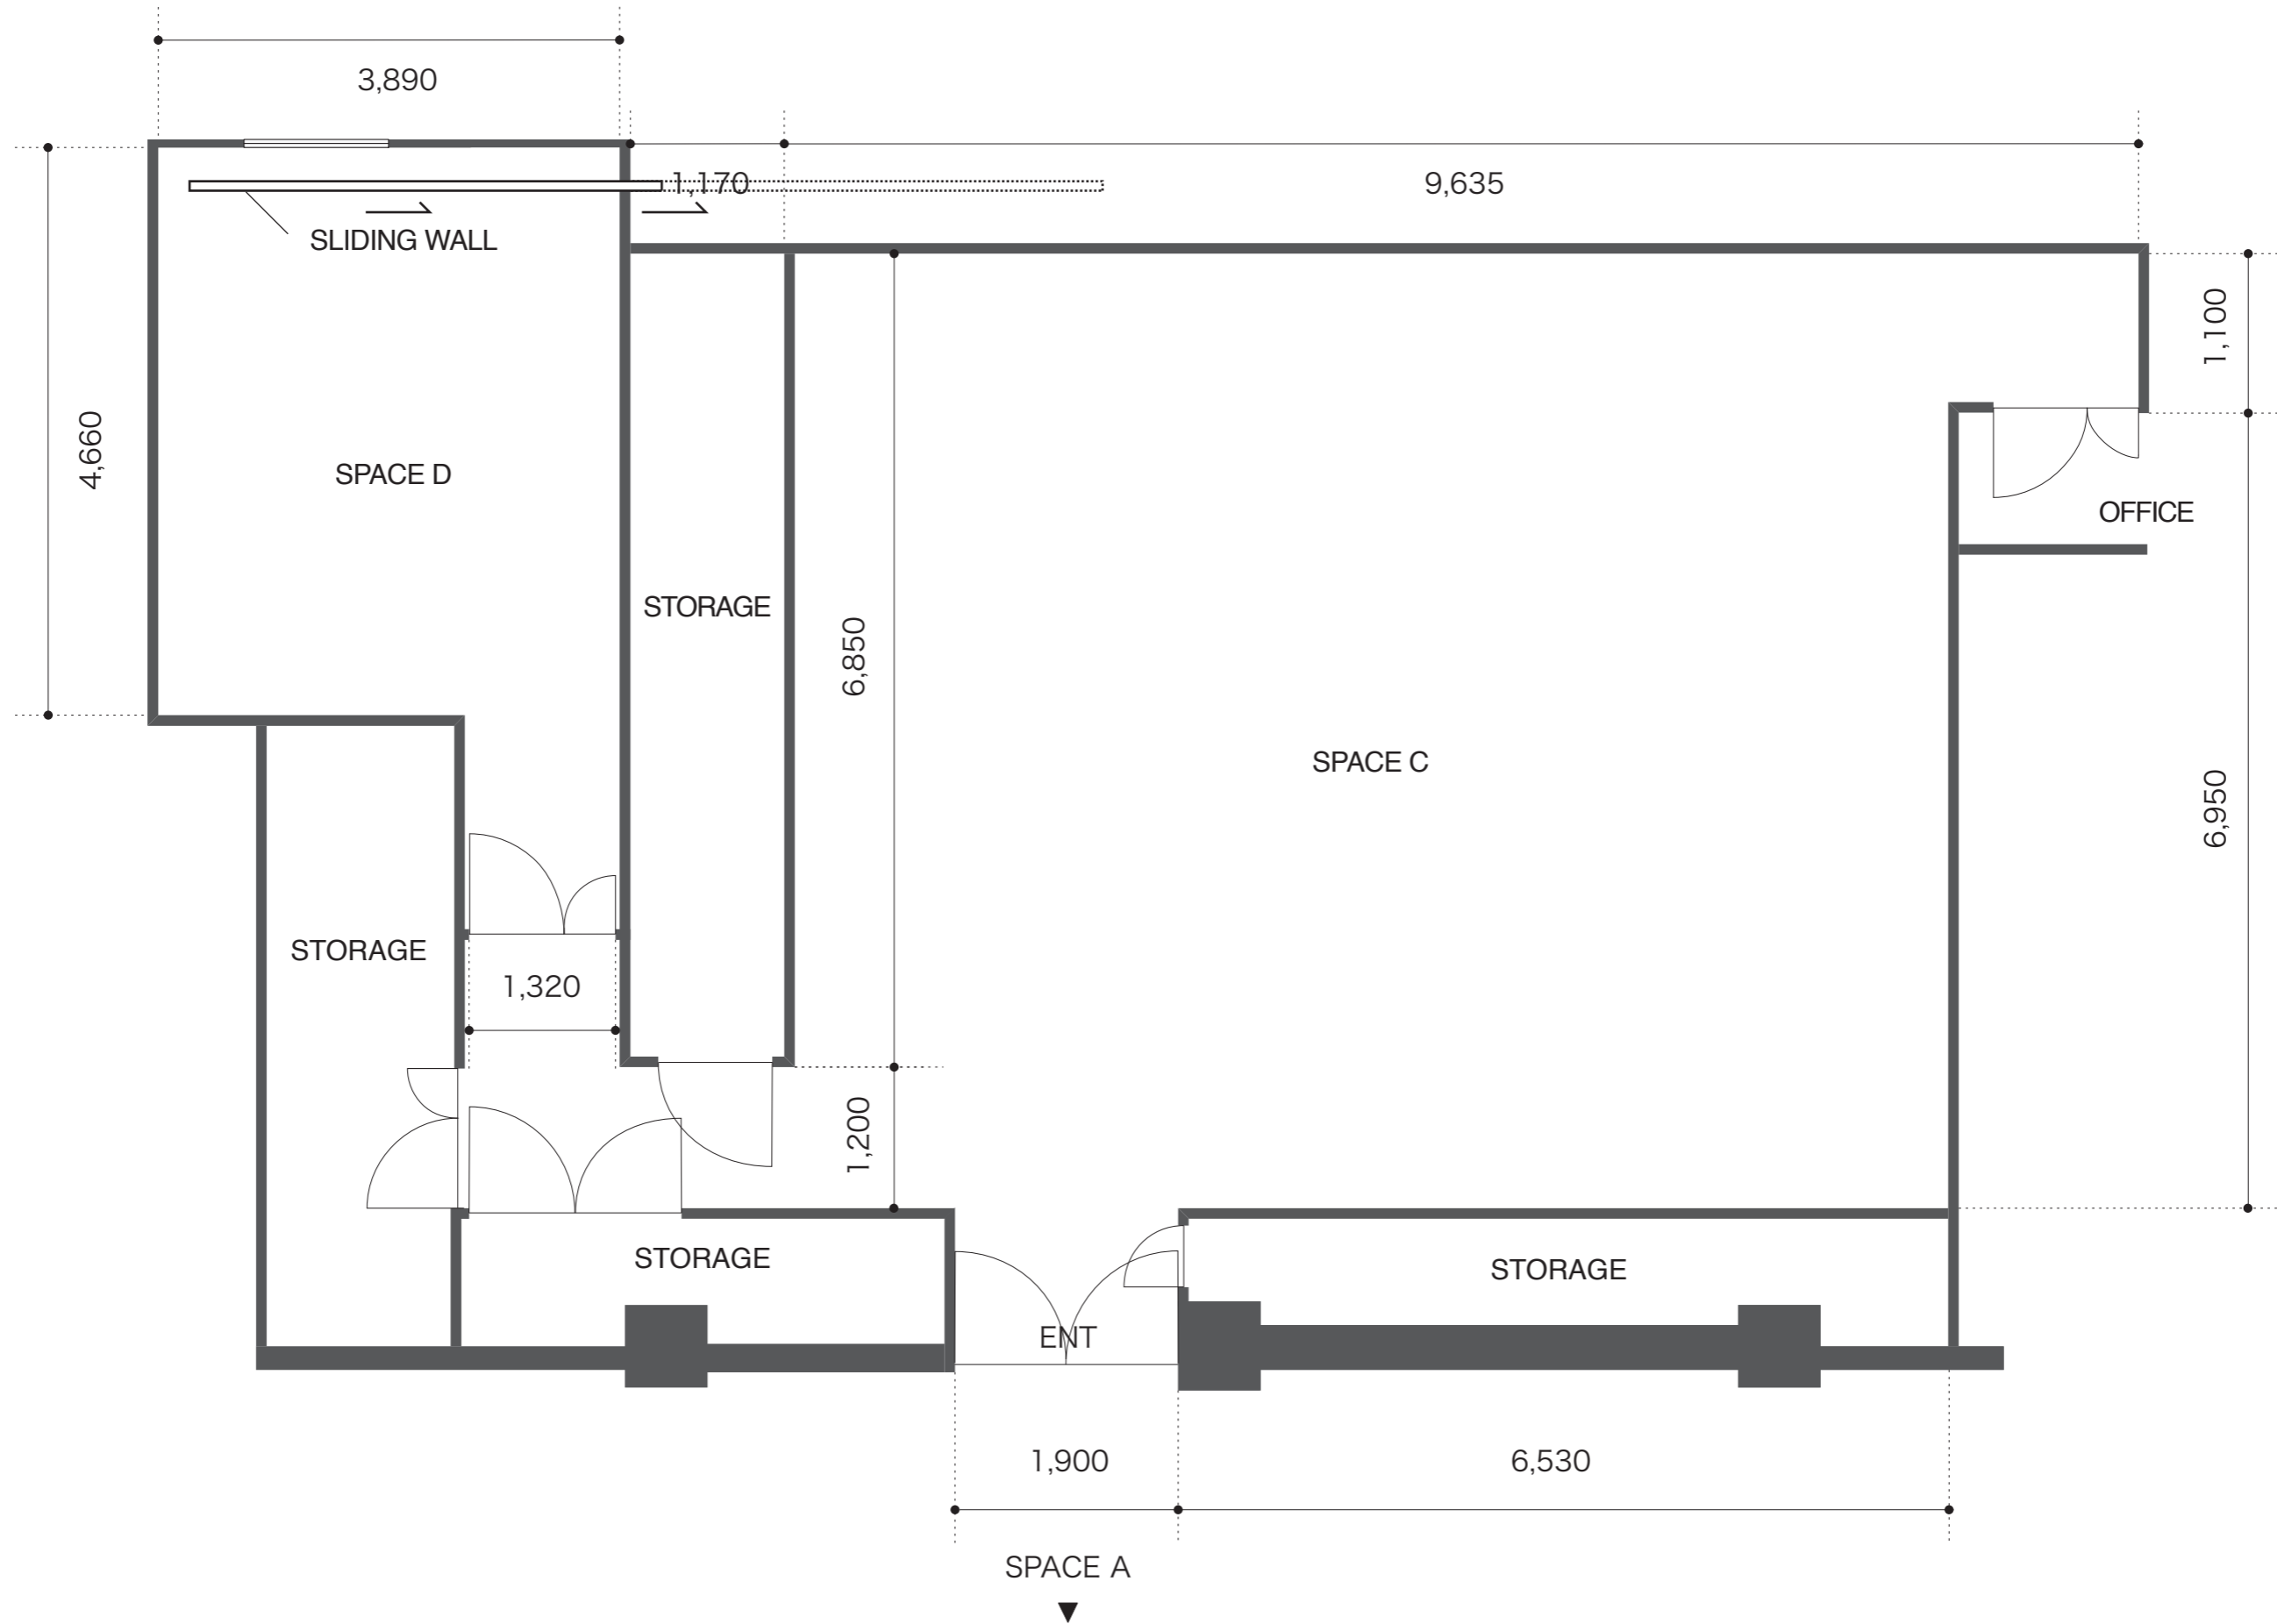 3,890
1,170
9,635
SLIDING WALL
1,100
4,660
SPACE D
OFFICE
STORAGE
6,850
SPACE C
6,950
STORAGE
1,320
1,200
STORAGE
STORAGE
ENT
1,900
6,530
SPACE A